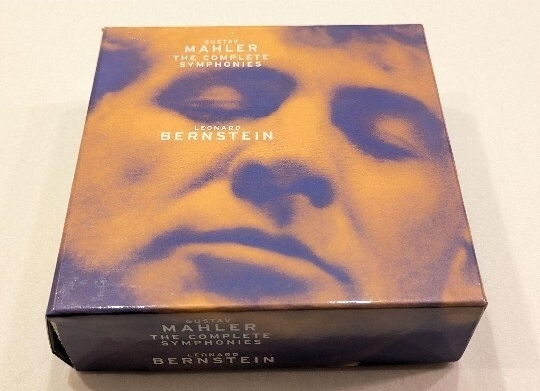 GUSTAV
MAHLER
THE COMPLETE
SYMPHONIES
LEONARD
BERNSTEIN
GUSTAV
MAHLER
THE COMPLETE
SYMPHONIES
LEONARD
BERNSTEIN